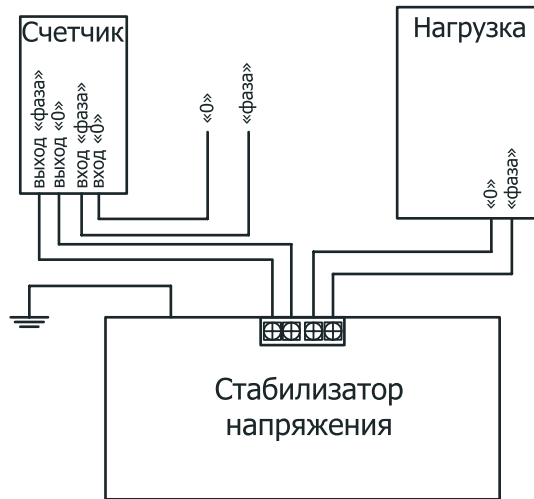 Счетчик
выход «фаза»
выход «0»
вход «фаза»
вход «0»
«0»
«фаза»
Нагрузка
«0»
«фаза»
Стабилизатор
напряжения